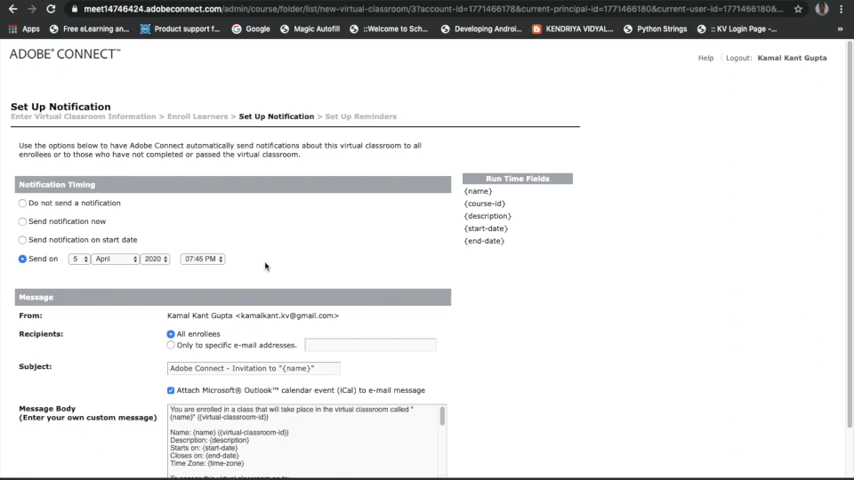 meet14746424.adobeconnect.com/admin/course/folder/list/new-virtual-classroom/3?account-id=1771466178&current-principal-id=1771466180&current-user-id=1771466180
Apps Free eLearning an... Product support f... Google Magic Autofill ::Welcome to Sch... Developing Androi... KENDRIYA VIDYAL... Python Strings :: KV Login Page -... »
ADOBE® CONNECT™
Help Logout: Kamal Kant Gupta
Set Up Notification
Enter Virtual Classroom Information > Enroll Learners > Set Up Notification > Set Up Reminders
Use the options below to have Adobe Connect automatically send notifications about this virtual classroom to all
enrollees or to those who have not completed or passed the virtual classroom.
Notification Timing
Do not send a notification
Send notification now
Send notification on start date
Send on 5 April 2020 07:45 PM
Run Time Fields
{name}
{course-id}
{description}
{start-date}
{end-date}
Message
From: Kamal Kant Gupta <kamalkant.kv@gmail.com>
Recipients: All enrollees
Only to specific e-mail addresses.
Subject: Adobe Connect - Invitation to "{name}"
Attach Microsoft® Outlook™ calendar event (iCal) to e-mail message
Message Body
(Enter your own custom message)
You are enrolled in a class that will take place in the virtual classroom called "
{name}" ({virtual-classroom-id})
Name: {name} ({virtual-classroom-id})
Description: {description}
Starts on: {start-date}
Closes on: {end-date}
Time Zone: {time-zone}